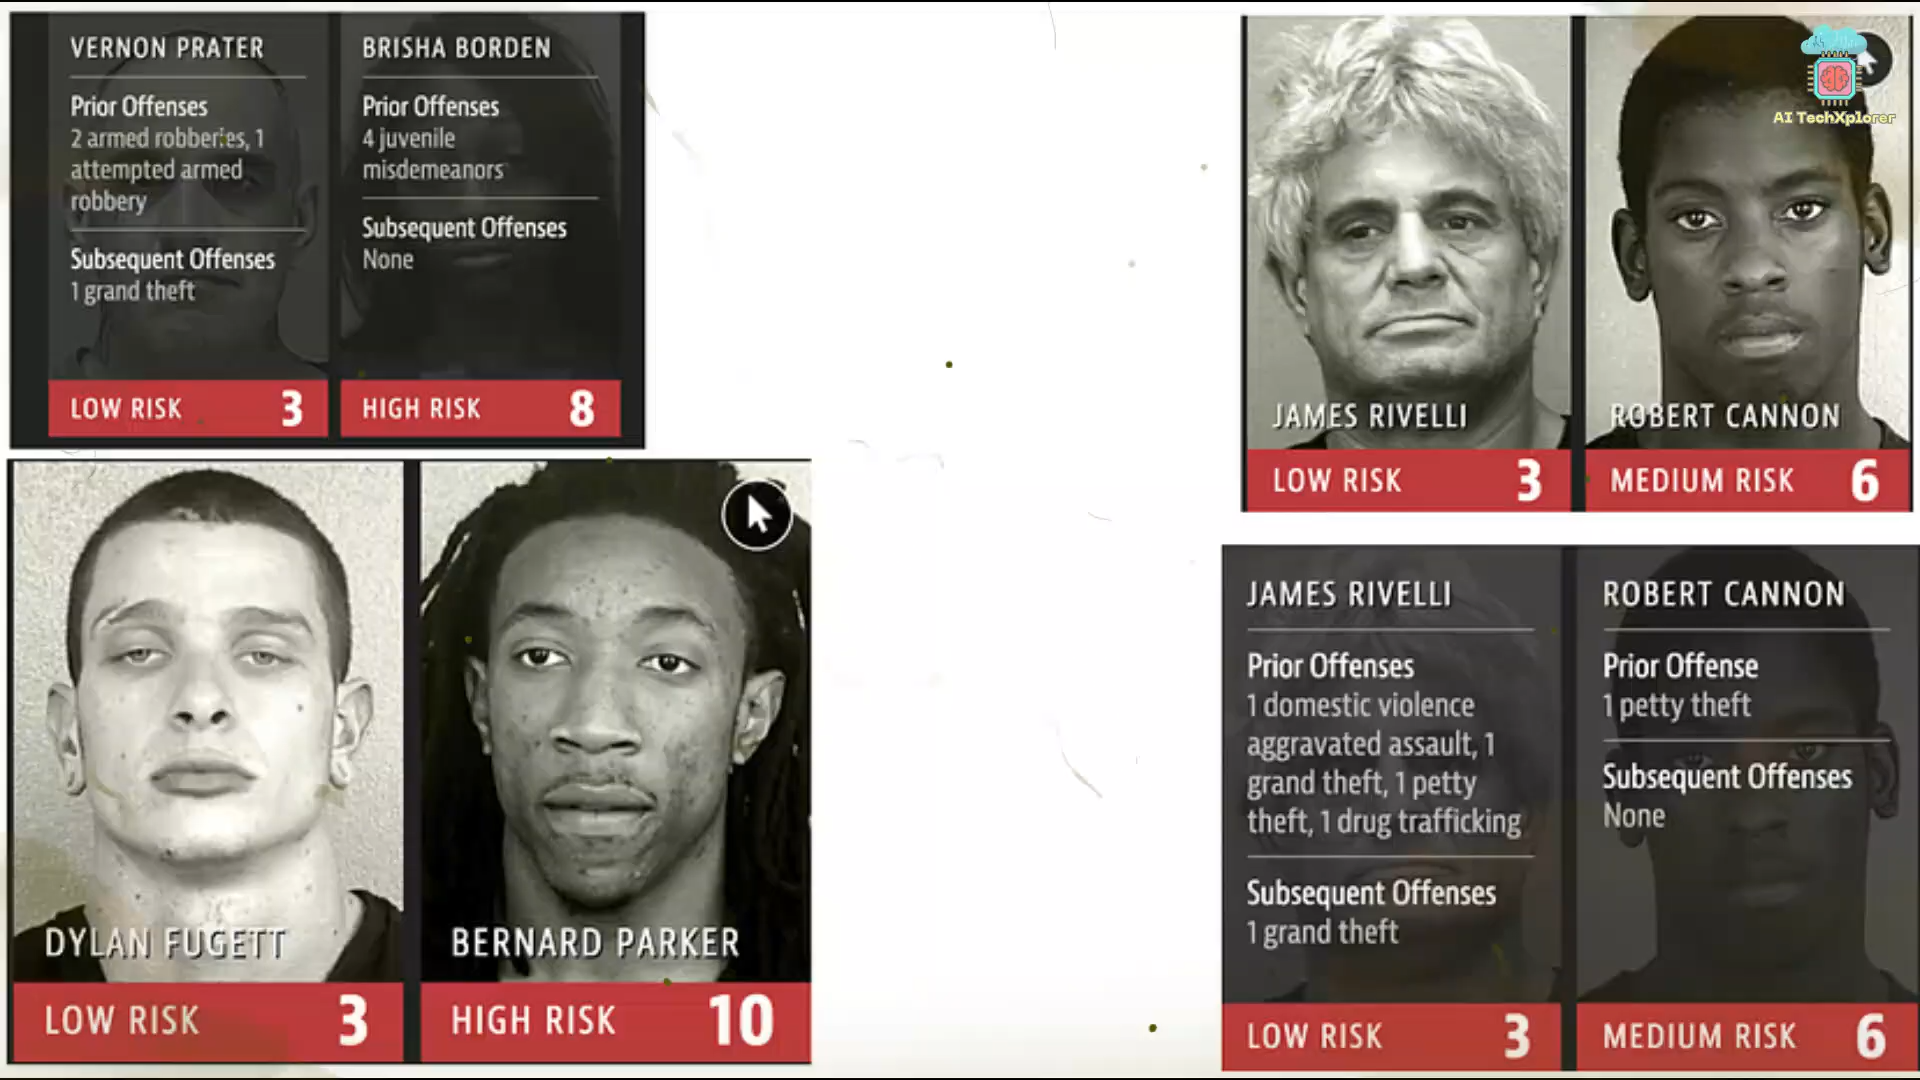 VERNON PRATER
Prior Offenses
2 armed robberies, 1
attempted armed
robbery
Subsequent Offenses
1 grand theft
LOW RISK 3
BRISHA BORDEN
Prior Offenses
4 juvenile
misdemeanors
Subsequent Offenses
None
HIGH RISK 8
JAMES RIVELLI
LOW RISK 3
ROBERT CANNON
MEDIUM RISK 6
AI TechXplorer
DYLAN FUGETT
LOW RISK 3
BERNARD PARKER
HIGH RISK 10
JAMES RIVELLI
Prior Offenses
1 domestic violence
aggravated assault, 1
grand theft, 1 petty
theft, 1 drug trafficking
Subsequent Offenses
1 grand theft
LOW RISK 3
ROBERT CANNON
Prior Offense
1 petty theft
Subsequent Offenses
None
MEDIUM RISK 6